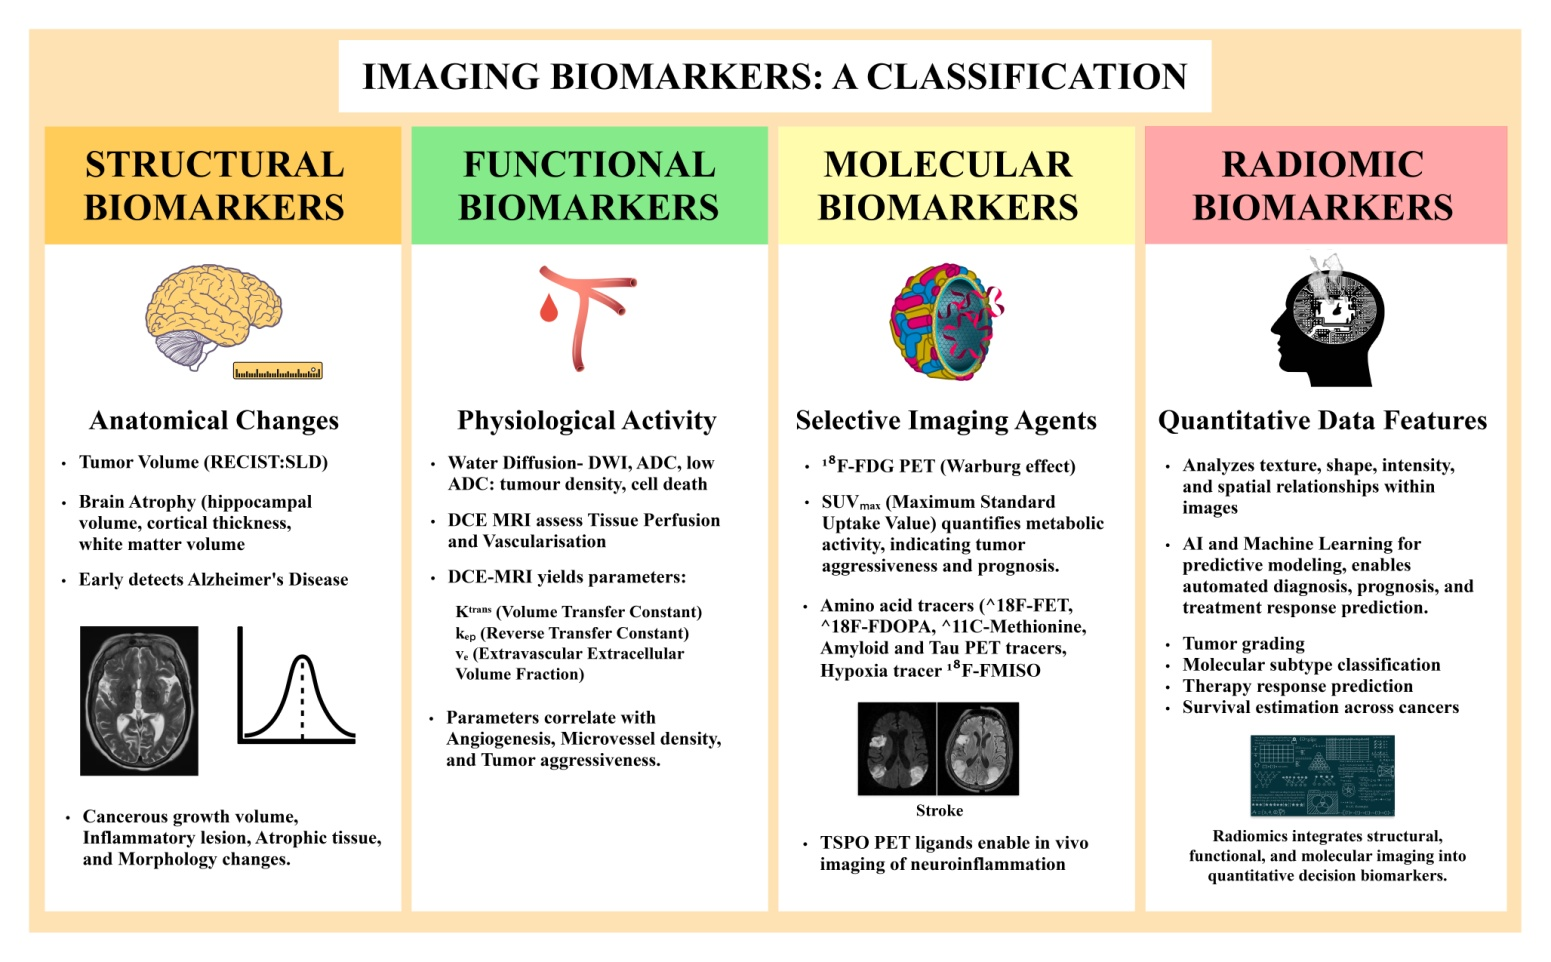 IMAGING BIOMARKERS: A CLASSIFICATION
STRUCTURAL
BIOMARKERS
Anatomical Changes
• Tumor Volume (RECIST:SLD)
• Brain Atrophy (hippocampal
volume, cortical thickness,
white matter volume
• Early detects Alzheimer's Disease
• Cancerous growth volume,
Inflammatory lesion, Atrophic tissue,
and Morphology changes.
FUNCTIONAL
BIOMARKERS
Physiological Activity
• Water Diffusion- DWI, ADC, low
ADC: tumour density, cell death
• DCE MRI assess Tissue Perfusion
and Vascularisation
• DCE-MRI yields parameters:
Kᵗʳᵃⁿˢ (Volume Transfer Constant)
kₑₚ (Reverse Transfer Constant)
vₑ (Extravascular Extracellular
Volume Fraction)
• Parameters correlate with
Angiogenesis, Microvessel density,
and Tumor aggressiveness.
MOLECULAR
BIOMARKERS
Selective Imaging Agents
• ¹⁸F-FDG PET (Warburg effect)
• SUVₘₐₓ (Maximum Standard
Uptake Value) quantifies metabolic
activity, indicating tumor
aggressiveness and prognosis.
• Amino acid tracers (^18F-FET,
^18F-FDOPA, ^11C-Methionine,
Amyloid and Tau PET tracers,
Hypoxia tracer ¹⁸F-FMISO
Stroke
• TSPO PET ligands enable in vivo
imaging of neuroinflammation
RADIOMIC
BIOMARKERS
Quantitative Data Features
• Analyzes texture, shape, intensity,
and spatial relationships within
images
• AI and Machine Learning for
predictive modeling, enables
automated diagnosis, prognosis, and
treatment response prediction.
• Tumor grading
• Molecular subtype classification
• Therapy response prediction
• Survival estimation across cancers
Radiomics integrates structural,
functional, and molecular imaging into
quantitative decision biomarkers.